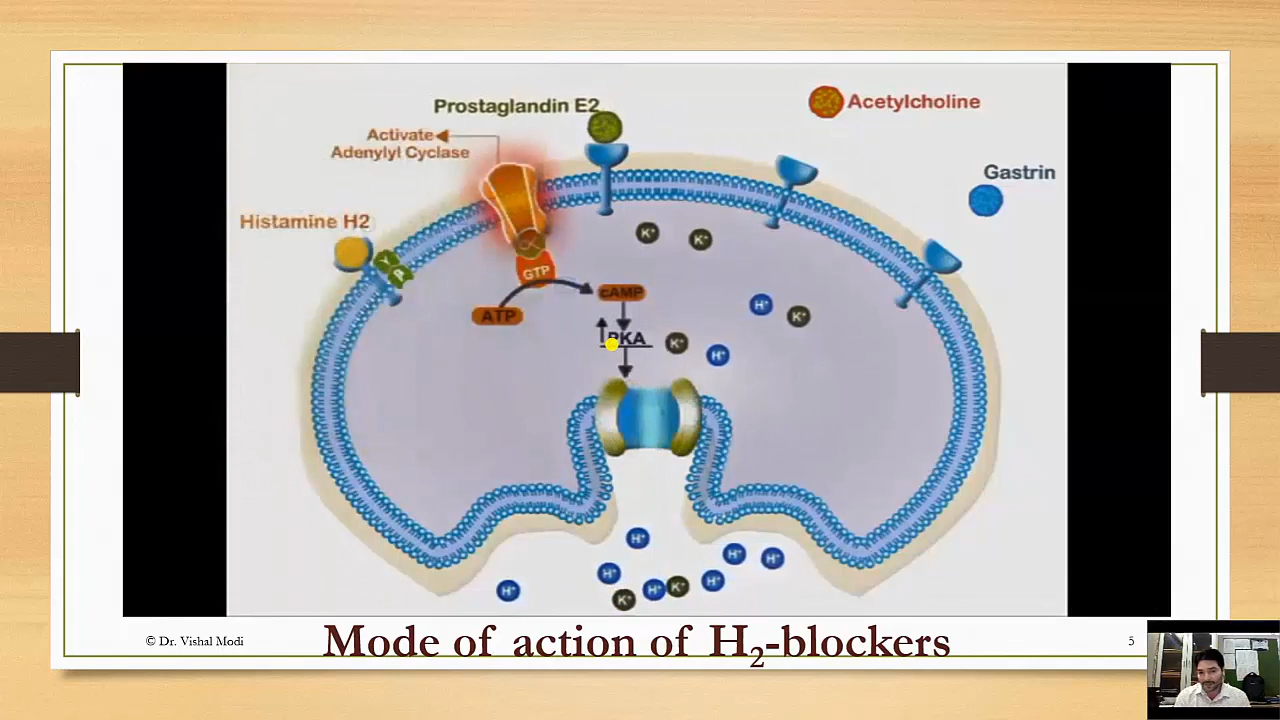 Prostaglandin E2
Acetylcholine
Activate
Adenylyl Cyclase
Gastrin
Histamine H2
K+
K+
γ
β
α
GTP
cAMP
ATP
H+
K+
PKA
K+
H+
H+
H+
H+
H+
H+
K+
H+
H+
K+
© Dr. Vishal Modi
Mode of action of H₂-blockers
5